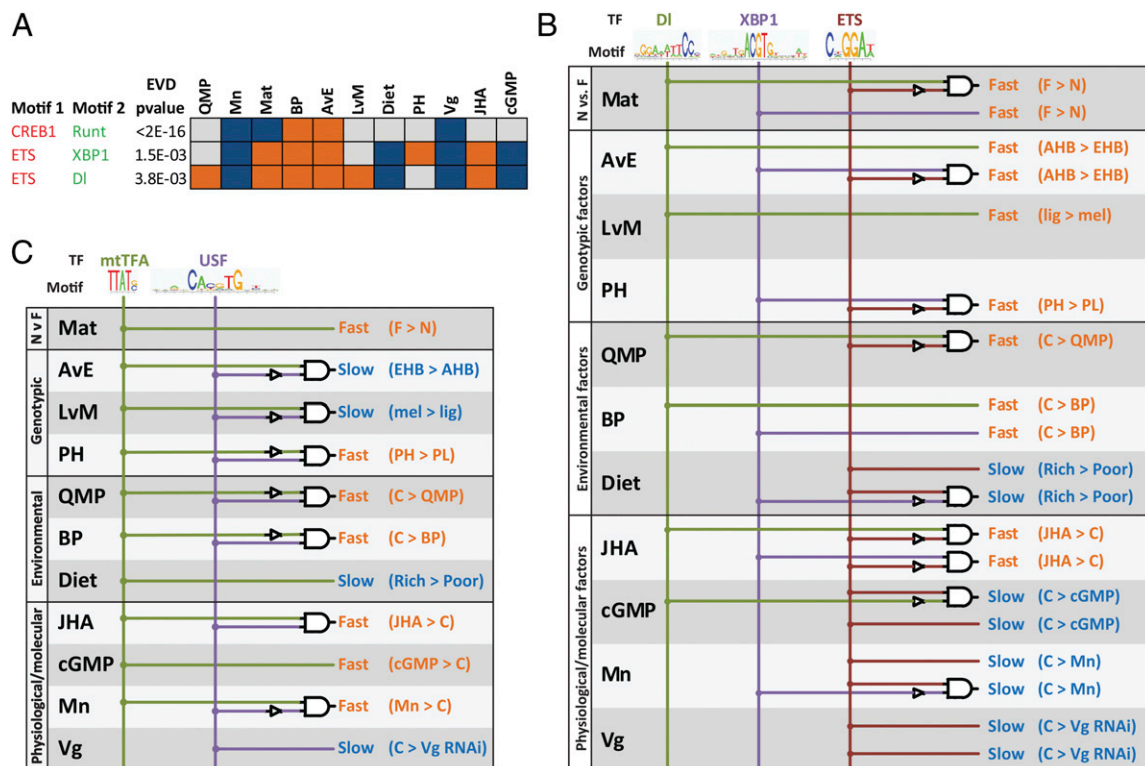 A
EVD
Motif 1 Motif 2 pvalue QMP Mn Mat BP AvE LvM Diet PH Vg JHA cGMP
CREB1 Runt <2E-16
ETS XBP1 1.5E-03
ETS Dl 3.8E-03
B
TF Dl XBP1 ETS
Motif
N vs. F
Mat
Fast (F > N)
Fast (F > N)
Genotypic factors
AvE
Fast (AHB > EHB)
Fast (AHB > EHB)
LvM
Fast (lig > mel)
PH
Fast (PH > PL)
Environmental factors
QMP
Fast (C > QMP)
BP
Fast (C > BP)
Fast (C > BP)
Diet
Slow (Rich > Poor)
Slow (Rich > Poor)
Physiological/molecular factors
JHA
Fast (JHA > C)
Fast (JHA > C)
cGMP
Slow (C > cGMP)
Slow (C > cGMP)
Mn
Slow (C > Mn)
Slow (C > Mn)
Vg
Slow (C > Vg RNAi)
Slow (C > Vg RNAi)
C
TF mtTFA USF
Motif TTAT
N v F
Mat Fast (F > N)
Genotypic
AvE Slow (EHB > AHB)
LvM Slow (mel > lig)
PH Fast (PH > PL)
Environmental
QMP Fast (C > QMP)
BP Fast (C > BP)
Diet Slow (Rich > Poor)
Physiological/molecular
JHA Fast (JHA > C)
cGMP Fast (cGMP > C)
Mn Fast (Mn > C)
Vg Slow (C > Vg RNAi)